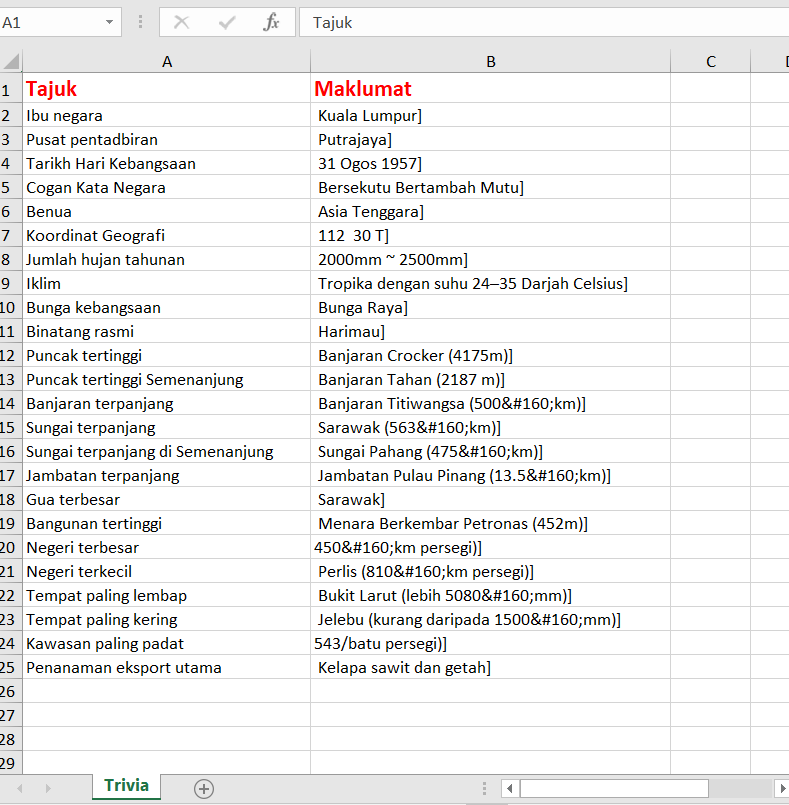 A1 fx Tajuk
A B C
1 Tajuk Maklumat
2 Ibu negara Kuala Lumpur]
3 Pusat pentadbiran Putrajaya]
4 Tarikh Hari Kebangsaan 31 Ogos 1957]
5 Cogan Kata Negara Bersekutu Bertambah Mutu]
6 Benua Asia Tenggara]
7 Koordinat Geografi 112  30 T]
8 Jumlah hujan tahunan 2000mm ~ 2500mm]
9 Iklim Tropika dengan suhu 24–35 Darjah Celsius]
10 Bunga kebangsaan Bunga Raya]
11 Binatang rasmi Harimau]
12 Puncak tertinggi Banjaran Crocker (4175m)]
13 Puncak tertinggi Semenanjung Banjaran Tahan (2187 m)]
14 Banjaran terpanjang Banjaran Titiwangsa (500&#160;km)]
15 Sungai terpanjang Sarawak (563&#160;km)]
16 Sungai terpanjang di Semenanjung Sungai Pahang (475&#160;km)]
17 Jambatan terpanjang Jambatan Pulau Pinang (13.5&#160;km)]
18 Gua terbesar Sarawak]
19 Bangunan tertinggi Menara Berkembar Petronas (452m)]
20 Negeri terbesar 450&#160;km persegi)]
21 Negeri terkecil Perlis (810&#160;km persegi)]
22 Tempat paling lembap Bukit Larut (lebih 5080&#160;mm)]
23 Tempat paling kering Jelebu (kurang daripada 1500&#160;mm)]
24 Kawasan paling padat 543/batu persegi)]
25 Penanaman eksport utama Kelapa sawit dan getah]
26
27
28
29
Trivia